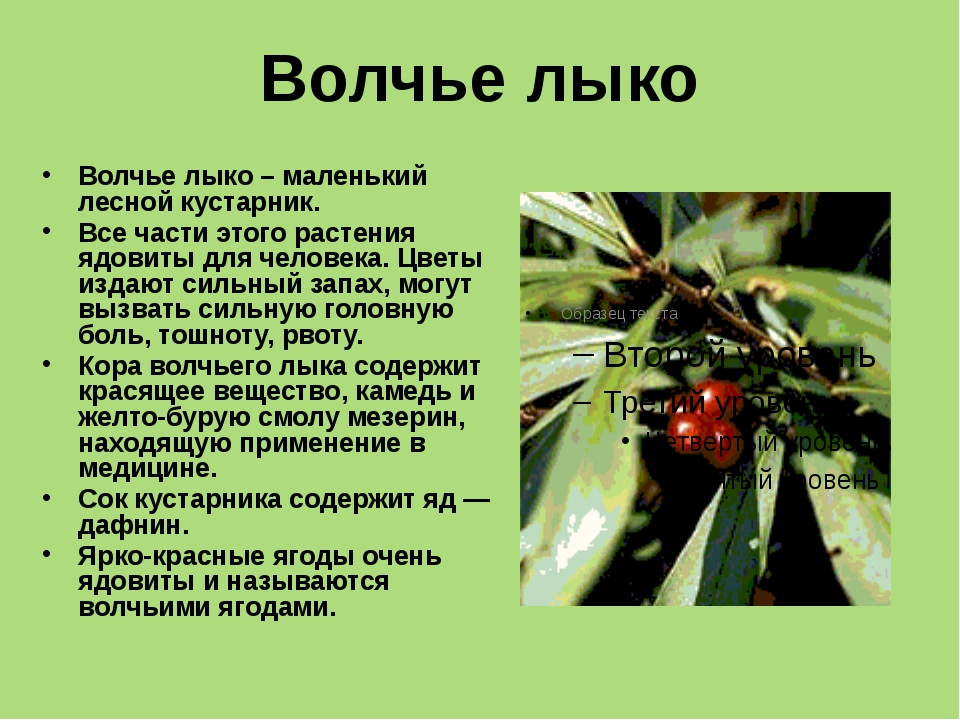 Волчье лыко
• Волчье лыко – маленький
лесной кустарник.
• Все части этого растения
ядовиты для человека. Цветы
издают сильный запах, могут
вызвать сильную головную
боль, тошноту, рвоту.
• Кора волчьего лыка содержит
красящее вещество, камедь и
желто-бурую смолу мезерин,
находящую применение в
медицине.
• Сок кустарника содержит яд —
дафнин.
• Ярко-красные ягоды очень
ядовиты и называются
волчьими ягодами.
Образец текста
– Второй уровень
– Третий уровень
• Четвертый уровень
уровень